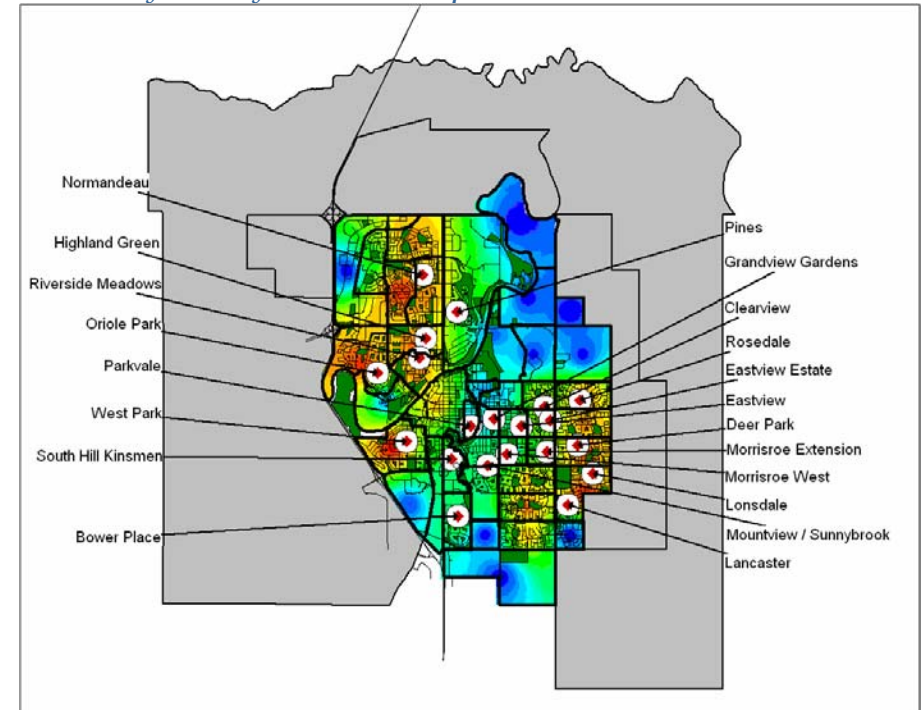 Normandeau
Highland Green
Riverside Meadows
Oriole Park
Parkvale
West Park
South Hill Kinsmen
Bower Place
Pines
Grandview Gardens
Clearview
Rosedale
Eastview Estate
Eastview
Deer Park
Morrisroe Extension
Morrisroe West
Lonsdale
Mountview / Sunnybrook
Lancaster